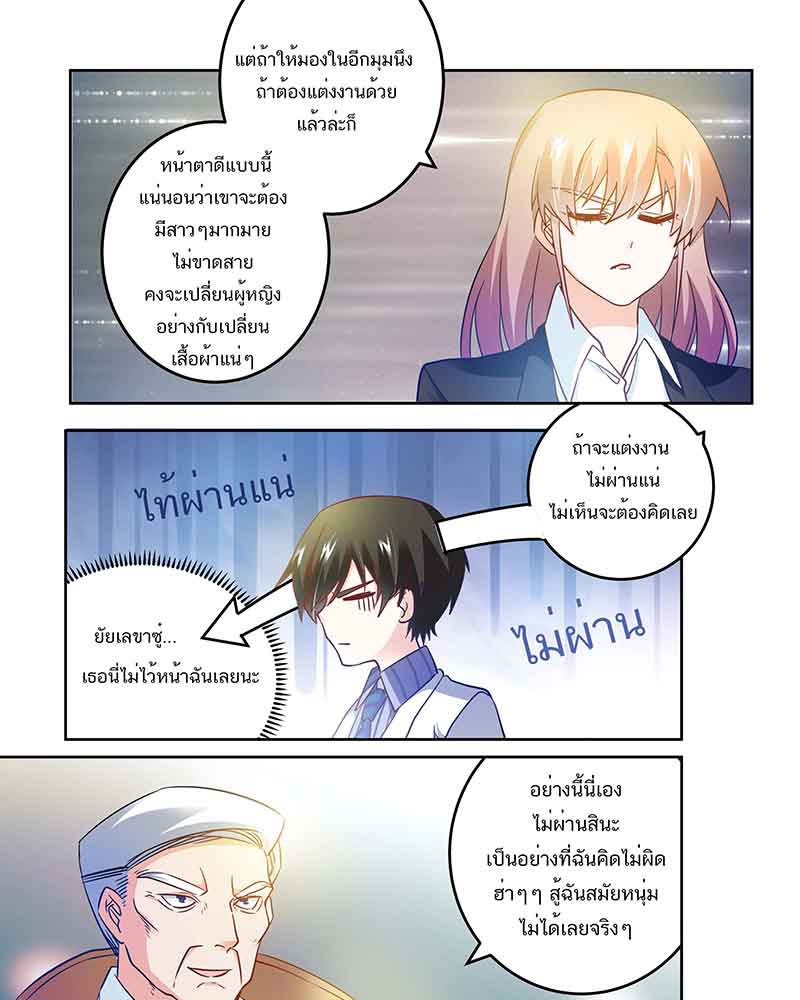 แต่ถ้าให้มองในอีกมุมนึง
ถ้าต้องแต่งงานด้วย
แล้วล่ะก็
หน้าตาดีแบบนี้
แน่นอนว่าเขาจะต้อง
มีสาวๆมากมาย
ไม่ขาดสาย
คงจะเปลี่ยนผู้หญิง
อย่างกับเปลี่ยน
เสื้อผ้าแน่ๆ
ถ้าจะแต่งงาน
ไม่ผ่านแน่
ไม่เห็นจะต้องคิดเลย
ไท้ผ่านแน่
ไม่ผ่าน
ยัยเลขาซู่...
เธอนี่ไม่ไว้หน้าฉันเลยนะ
อย่างนี้นี่เอง
ไม่ผ่านสินะ
เป็นอย่างที่ฉันคิดไม่ผิด
ฮ่าๆๆ สู้ฉันสมัยหนุ่ม
ไม่ได้เลยจริงๆ